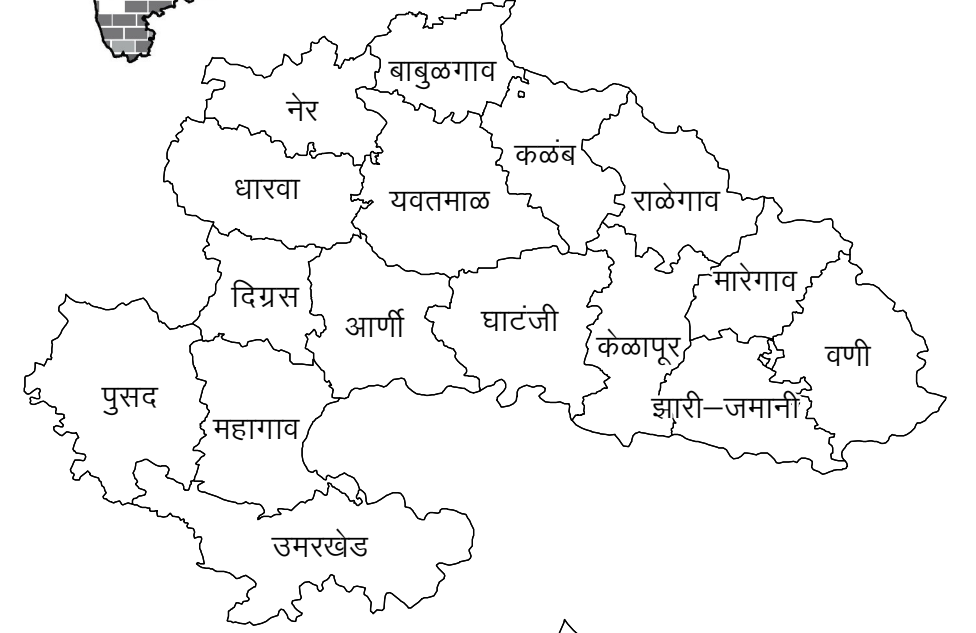 बाबुळगाव
नेर
कळंब
धारवा
यवतमाळ
राळेगाव
मारेगाव
दिग्रस
आर्णी
घाटंजी
केळापूर
वणी
पुसद
झारी–जमानी
महागाव
उमरखेड